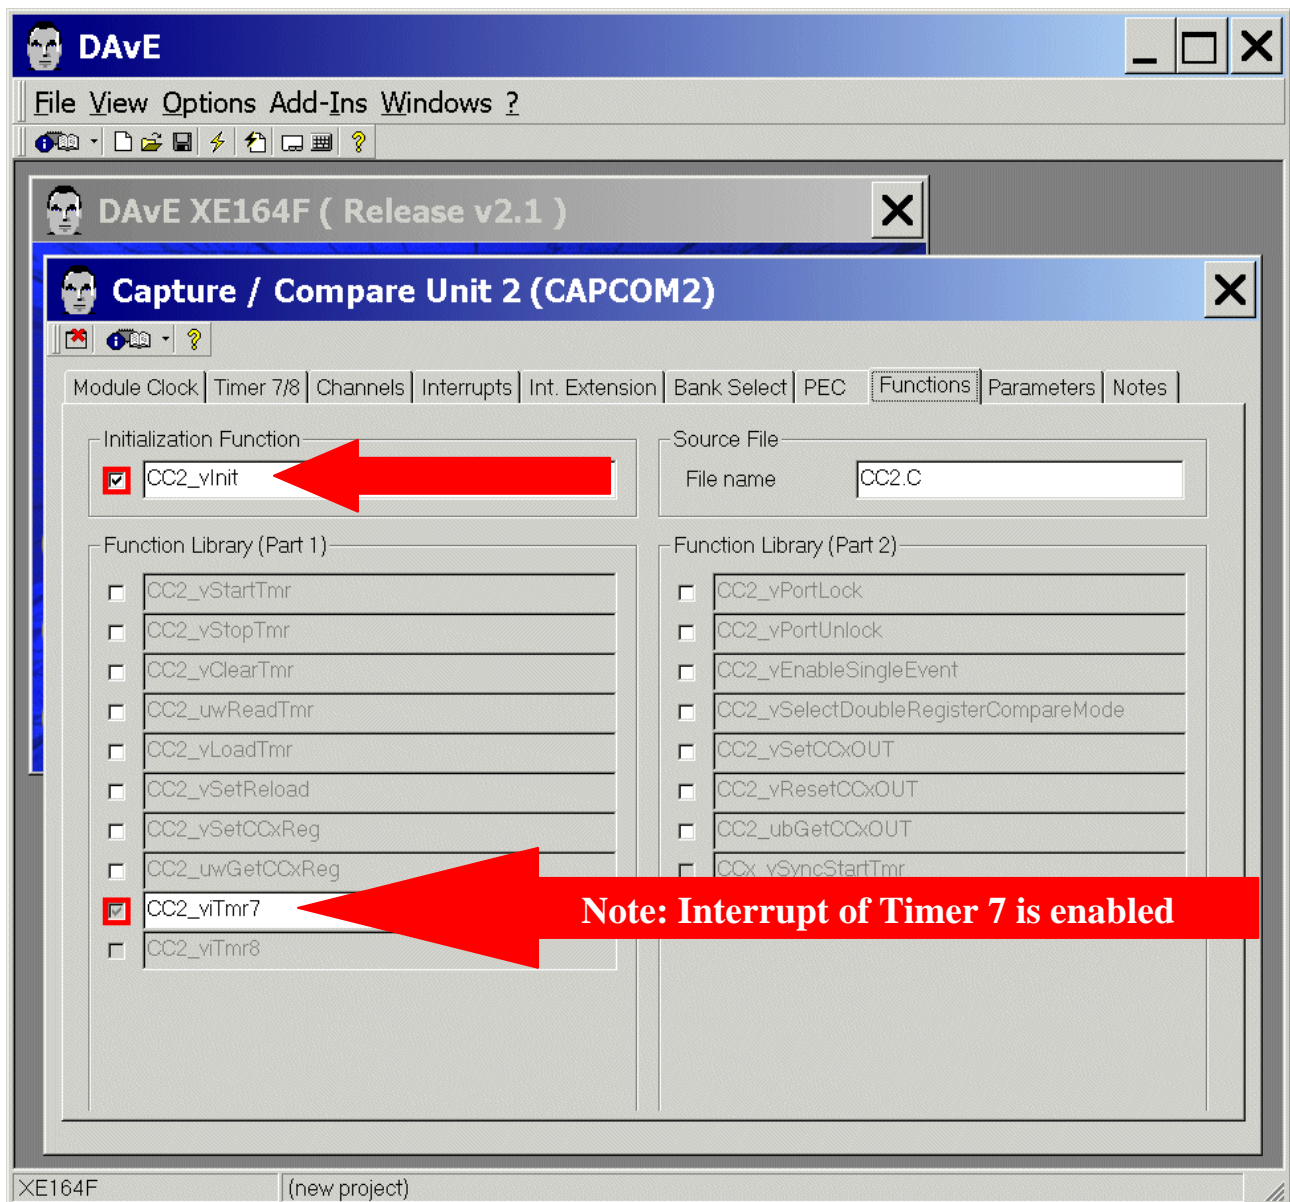 DAvE
File View Options Add-Ins Windows ?
DAvE XE164F ( Release v2.1 )
Capture / Compare Unit 2 (CAPCOM2)
Module Clock Timer 7/8 Channels Interrupts Int. Extension Bank Select PEC Functions Parameters Notes
Initialization Function
CC2_vInit
Source File
File name CC2.C
Function Library (Part 1)
CC2_vStartTmr
CC2_vStopTmr
CC2_vClearTmr
CC2_uwReadTmr
CC2_vLoadTmr
CC2_vSetReload
CC2_vSetCCxReg
CC2_uwGetCCxReg
CC2_viTmr7
CC2_viTmr8
Function Library (Part 2)
CC2_vPortLock
CC2_vPortUnlock
CC2_vEnableSingleEvent
CC2_vSelectDoubleRegisterCompareMode
CC2_vSetCCxOUT
CC2_vResetCCxOUT
CC2_ubGetCCxOUT
CCx_vSyncStartTmr
Note: Interrupt of Timer 7 is enabled
XE164F (new project)